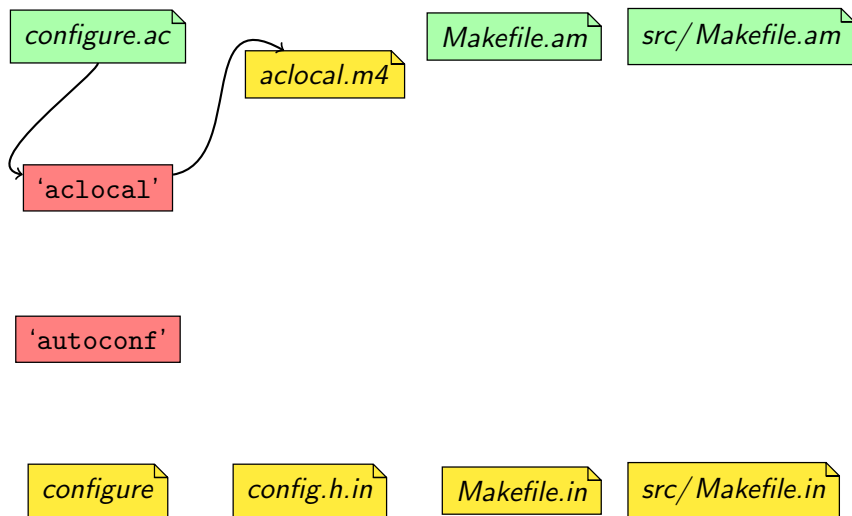 configure.ac
aclocal.m4
Makefile.am
src/Makefile.am
‘aclocal’
‘autoconf’
configure
config.h.in
Makefile.in
src/Makefile.in